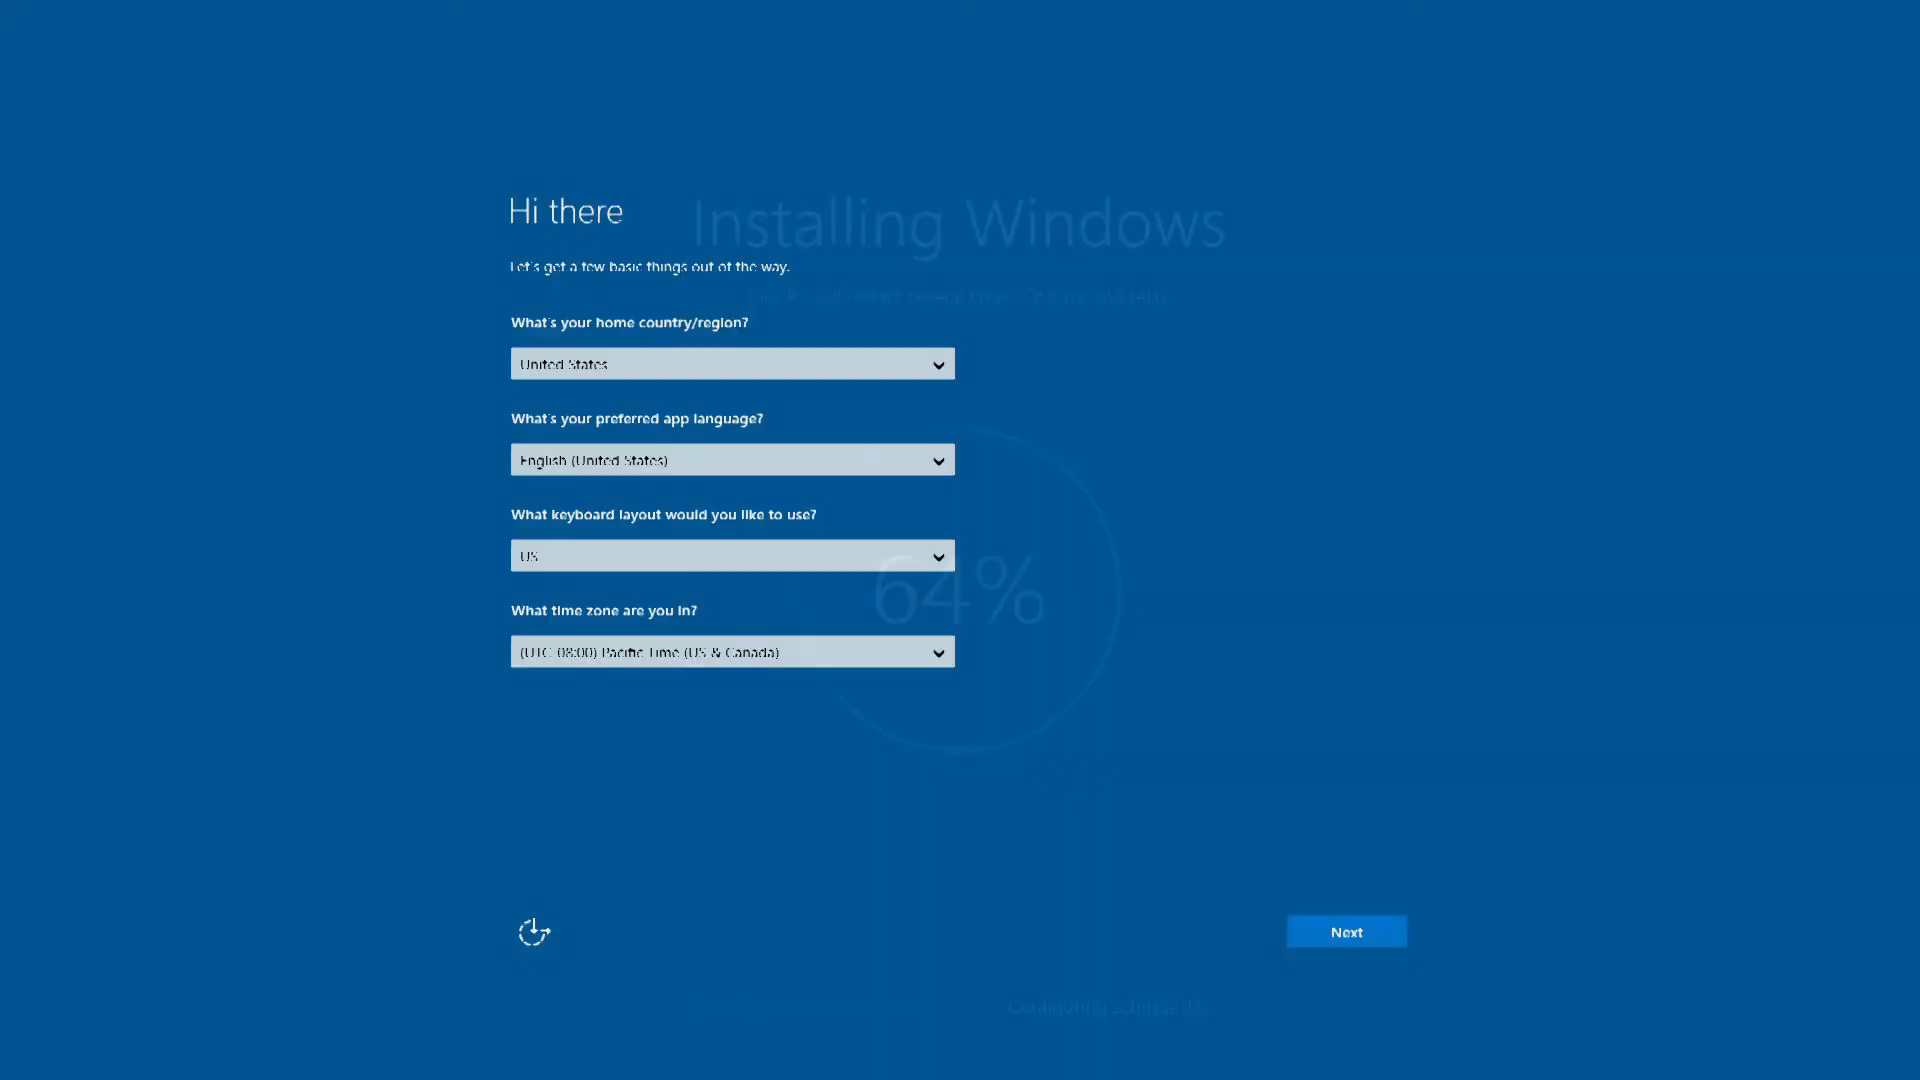 Hi there
Installing Windows
Let's get a few basic things out of the way.
What's your home country/region?
United States
What's your preferred app language?
English (United States)
What keyboard layout would you like to use?
US
64%
What time zone are you in?
(UTC-08:00) Pacific Time (US & Canada)
Next
Configuring settings